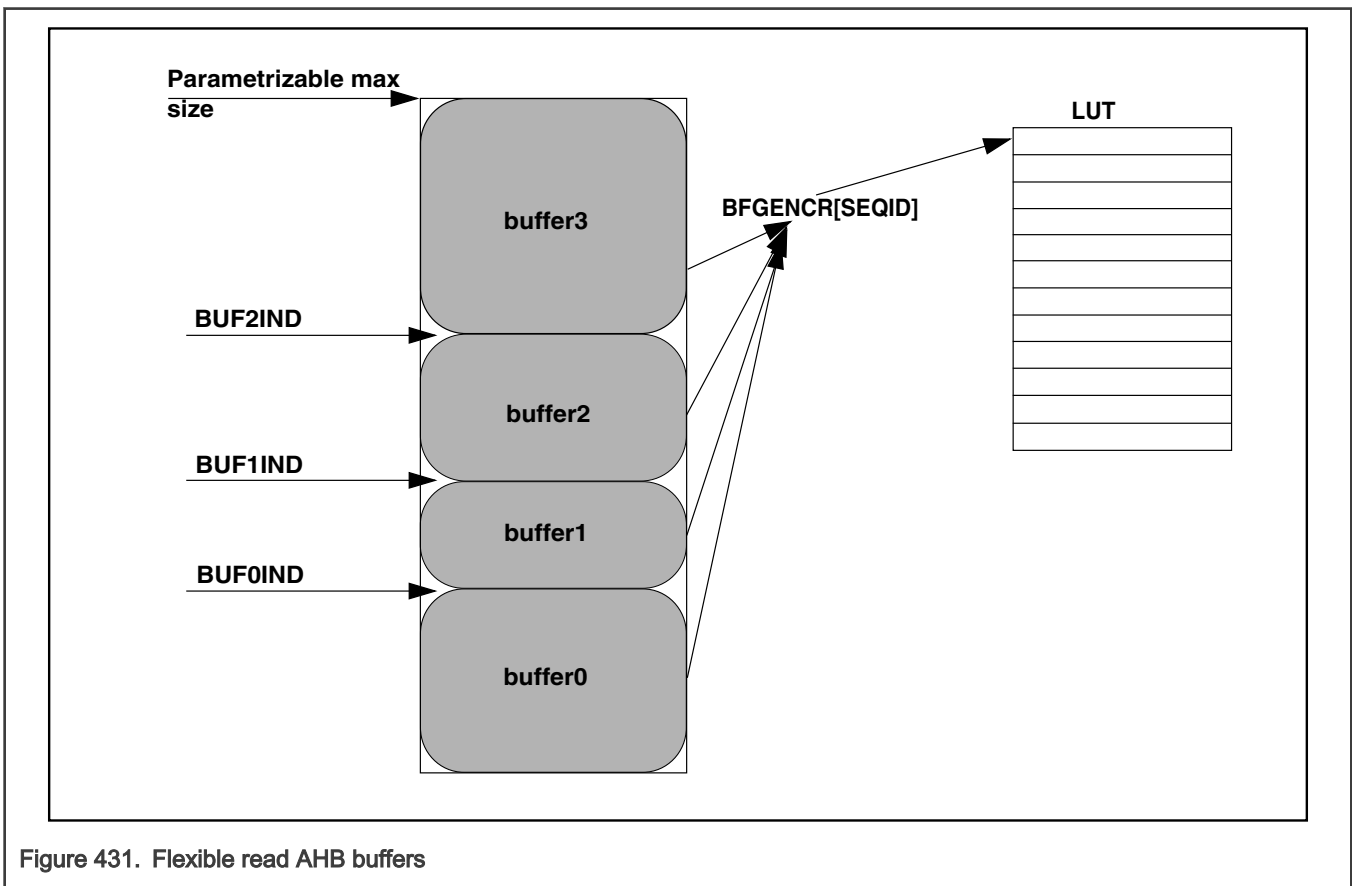 Parametrizable max
size
LUT
buffer3
BFGENCR[SEQID]
BUF2IND
buffer2
BUF1IND
buffer1
BUF0IND
buffer0
Figure 431. Flexible read AHB buffers